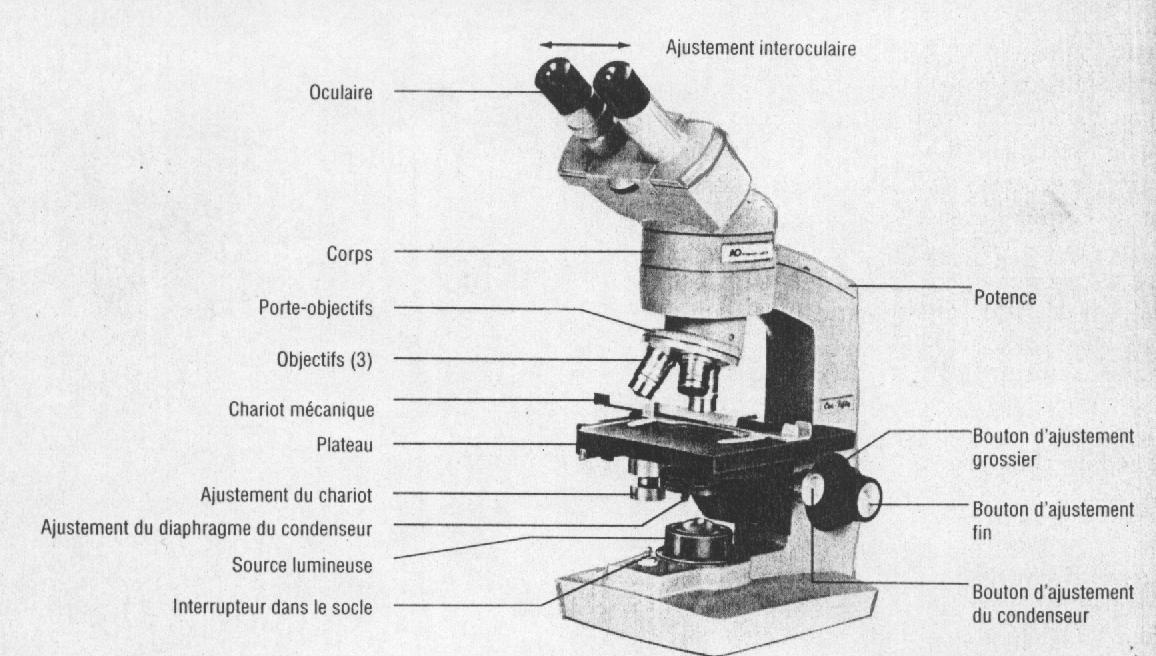 Ajustement interoculaire
Oculaire
Corps
Porte-objectifs
Potence
Objectifs (3)
Chariot mécanique
Plateau
Bouton d'ajustement
grossier
Ajustement du chariot
Bouton d'ajustement
fin
Ajustement du diaphragme du condenseur
Source lumineuse
Interrupteur dans le socle
Bouton d'ajustement
du condenseur
AO